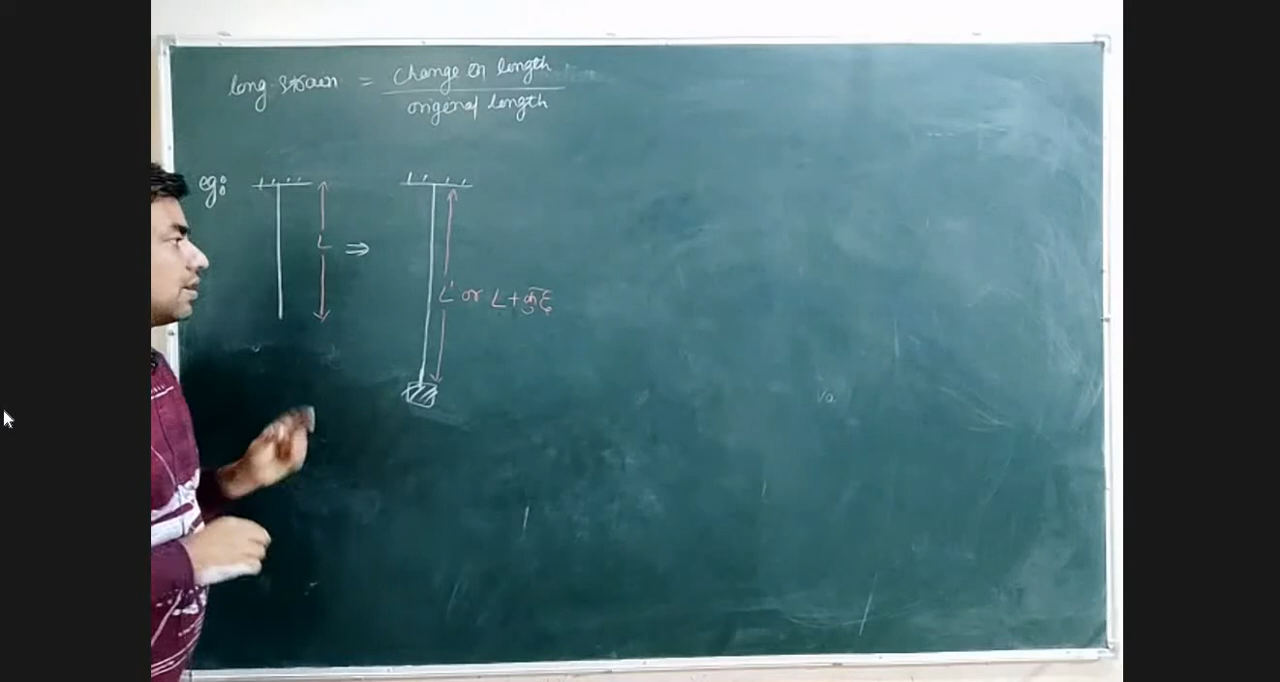 long. strain = change in length
original length
eg:
L ⇒ L' or L + कुछ